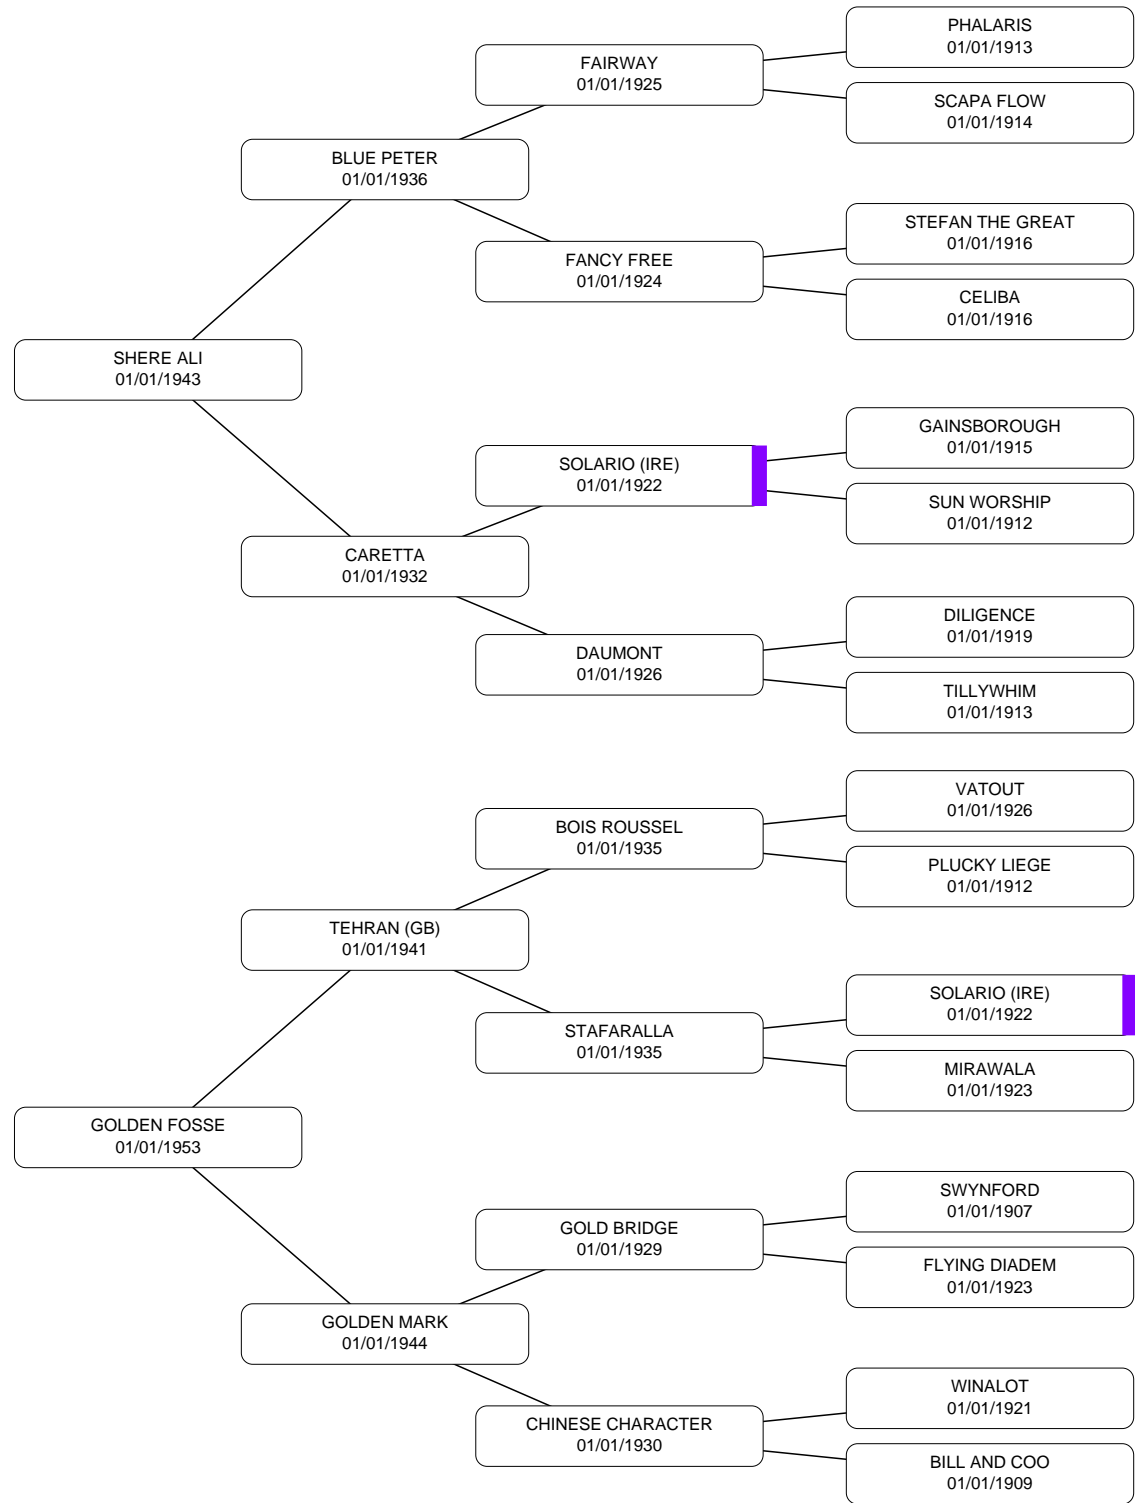 PHALARIS
01/01/1913
FAIRWAY
01/01/1925
SCAPA FLOW
01/01/1914
BLUE PETER
01/01/1936
STEFAN THE GREAT
01/01/1916
FANCY FREE
01/01/1924
CELIBA
01/01/1916
SHERE ALI
01/01/1943
GAINSBOROUGH
01/01/1915
SOLARIO (IRE)
01/01/1922
SUN WORSHIP
01/01/1912
CARETTA
01/01/1932
DILIGENCE
01/01/1919
DAUMONT
01/01/1926
TILLYWHIM
01/01/1913
VATOUT
01/01/1926
BOIS ROUSSEL
01/01/1935
PLUCKY LIEGE
01/01/1912
TEHRAN (GB)
01/01/1941
SOLARIO (IRE)
01/01/1922
STAFARALLA
01/01/1935
MIRAWALA
01/01/1923
GOLDEN FOSSE
01/01/1953
SWYNFORD
01/01/1907
GOLD BRIDGE
01/01/1929
FLYING DIADEM
01/01/1923
GOLDEN MARK
01/01/1944
WINALOT
01/01/1921
CHINESE CHARACTER
01/01/1930
BILL AND COO
01/01/1909